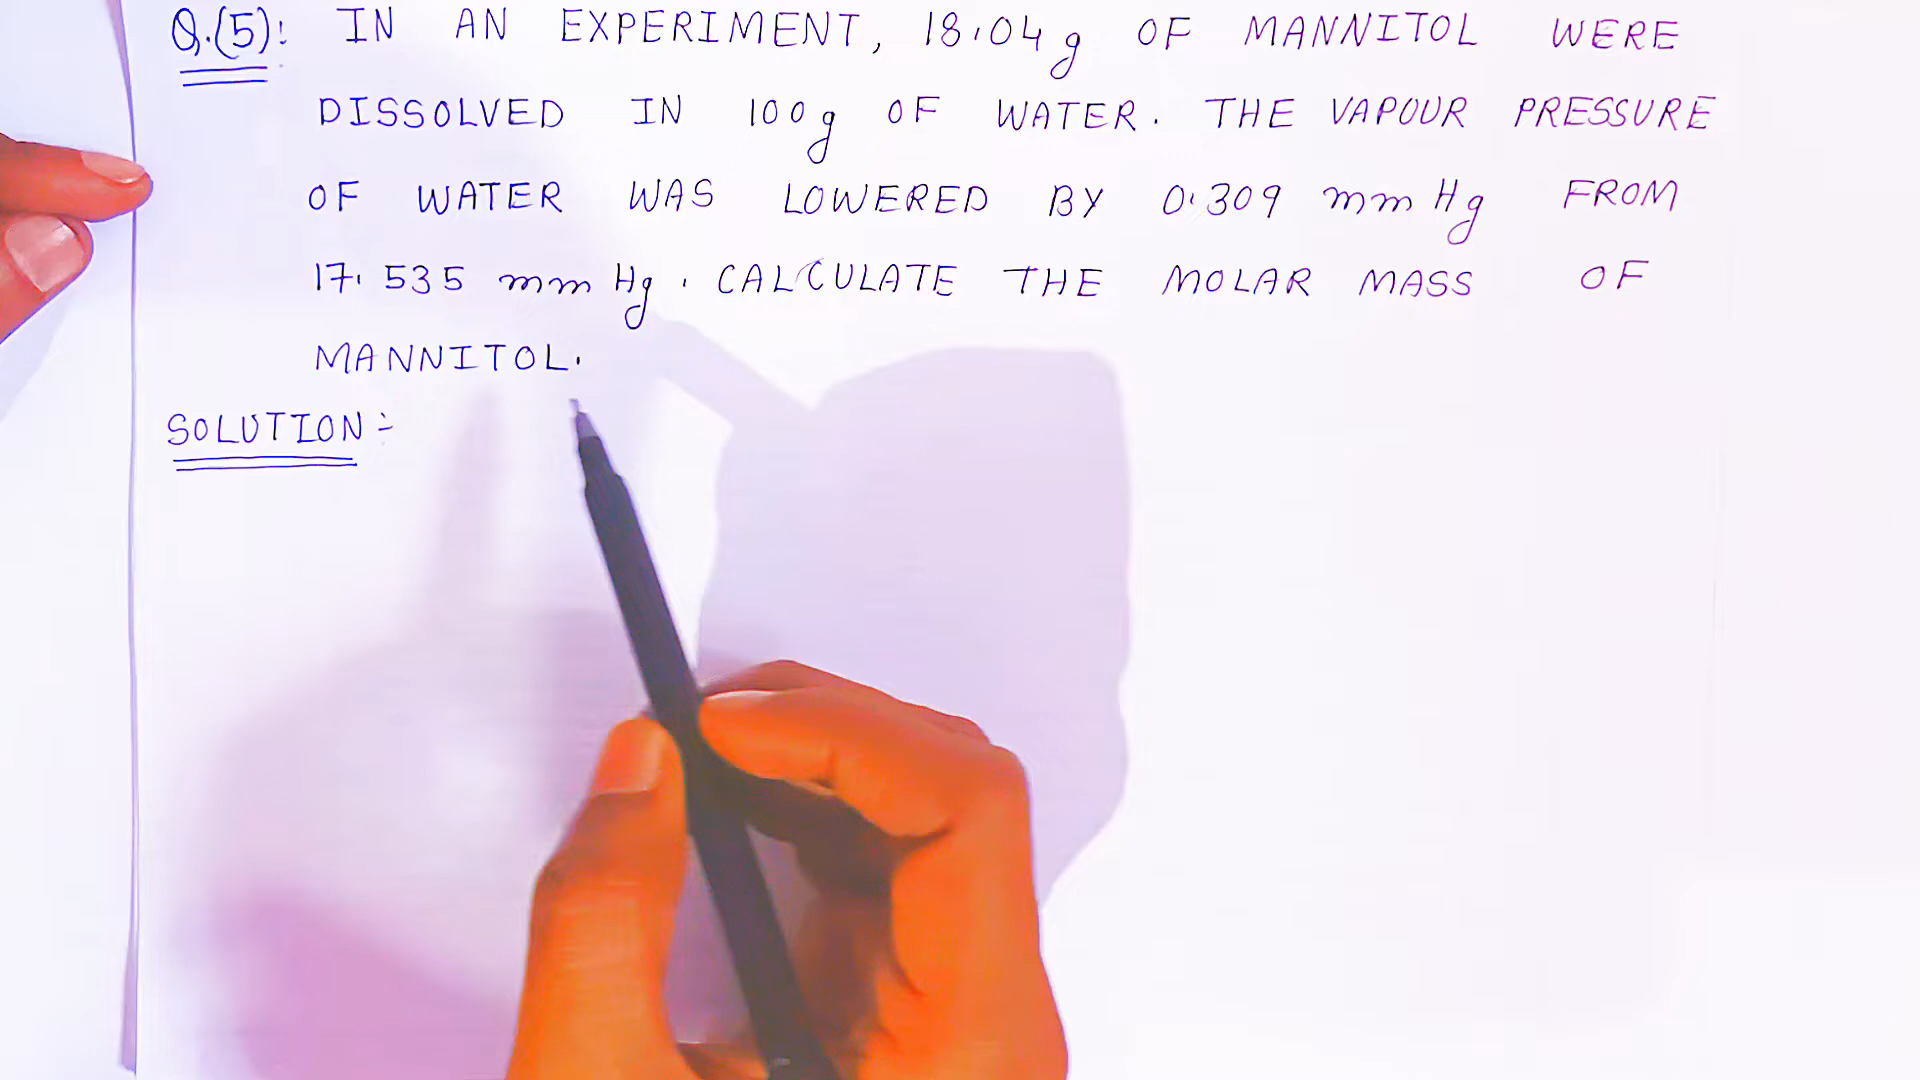 Q.(5): IN AN EXPERIMENT, 18.04 g OF MANNITOL WERE
DISSOLVED IN 100g OF WATER. THE VAPOUR PRESSURE
OF WATER WAS LOWERED BY 0.309 mm Hg FROM
17.535 mm Hg. CALCULATE THE MOLAR MASS OF
MANNITOL.
SOLUTION:-